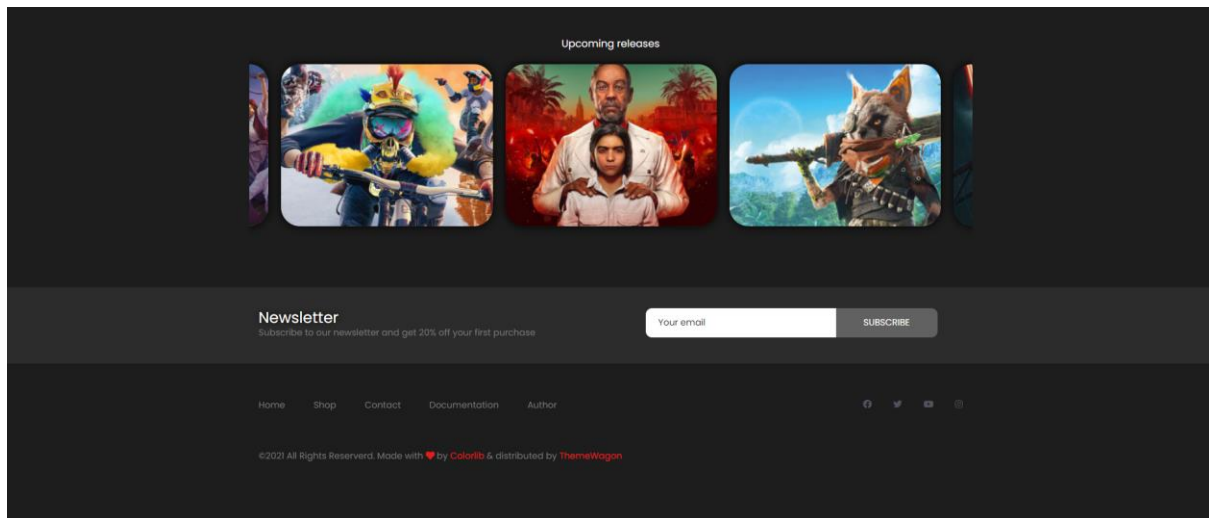 Upcoming releases
Newsletter
Subscribe to our newsletter and get 20% off your first purchase
Your email
SUBSCRIBE
Home Shop Contact Documentation Author
©2021 All Rights Reserverd. Made with ❤ by Colorlib & distributed by ThemeWagon